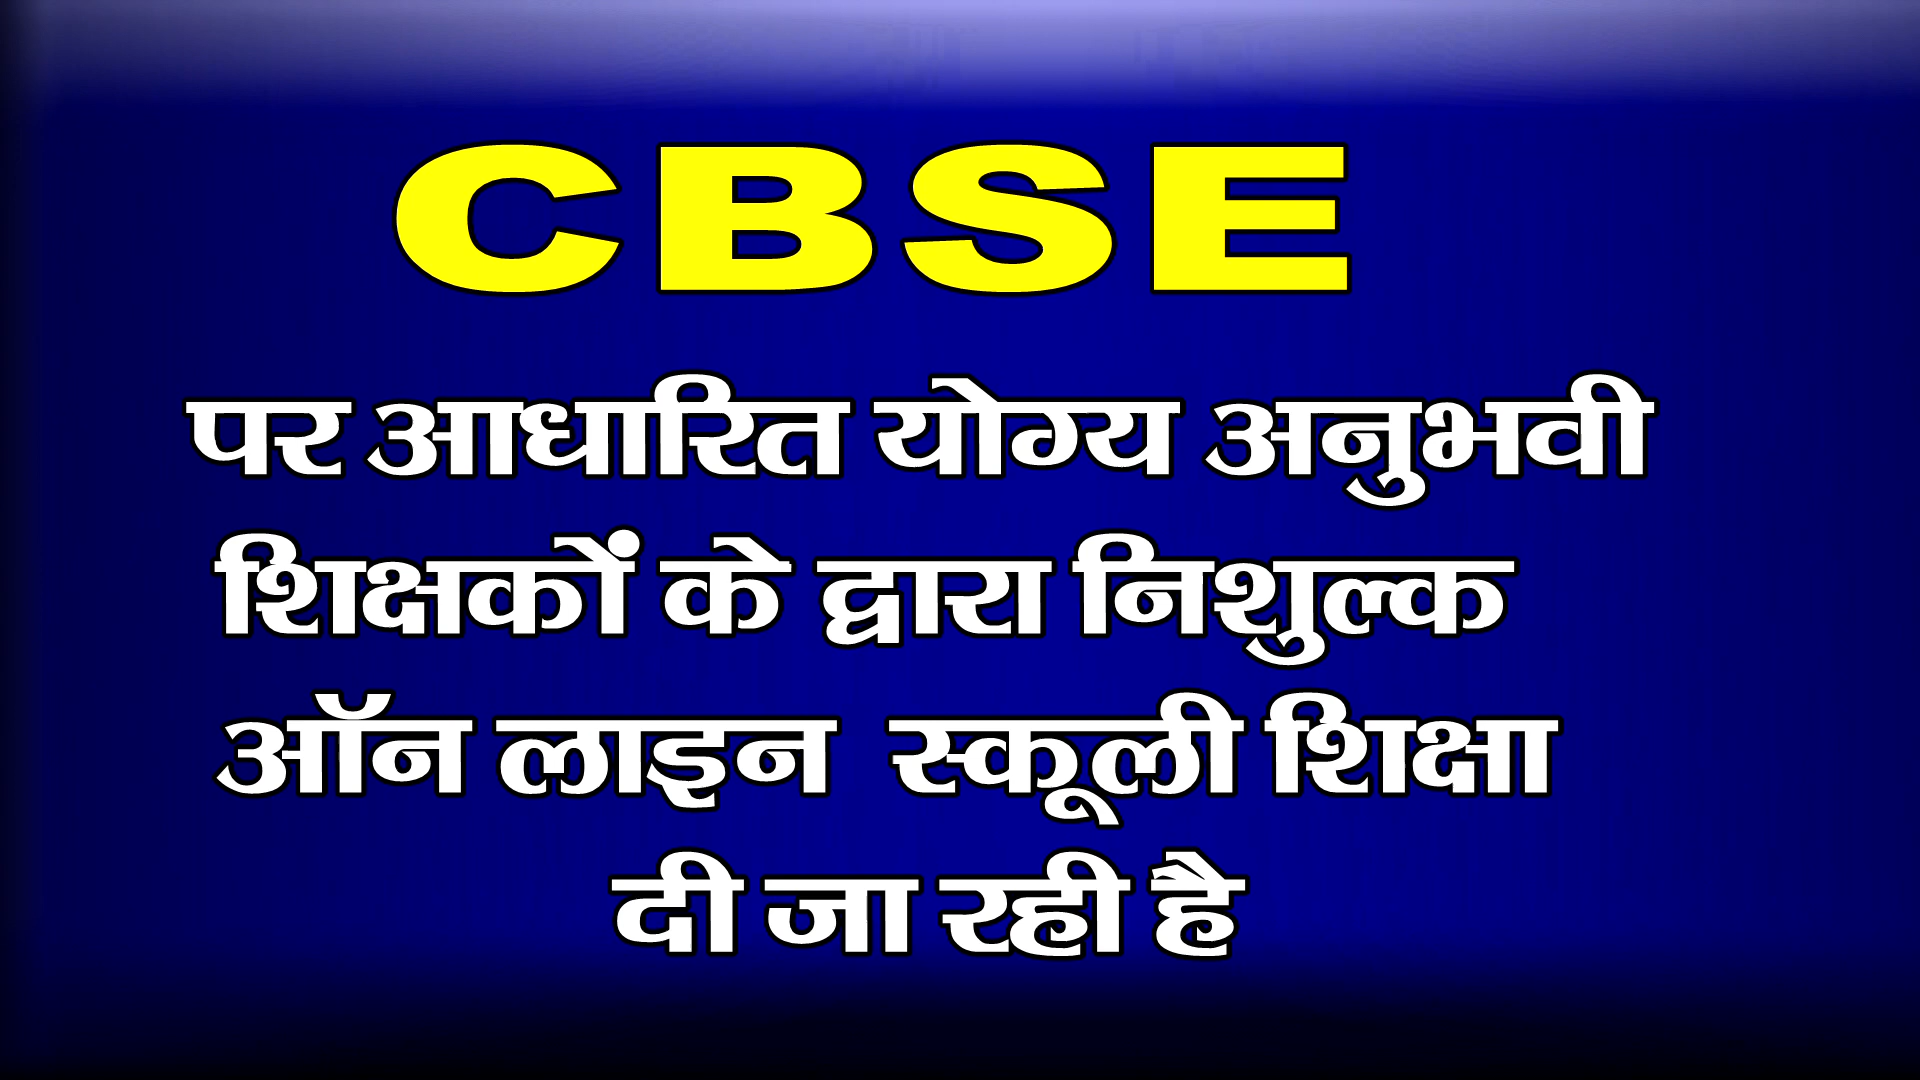 CBSE
पर आधारित योग्य अनुभवी
शिक्षकों के द्वारा निशुल्क
ऑन लाइन स्कूली शिक्षा
दी जा रही है